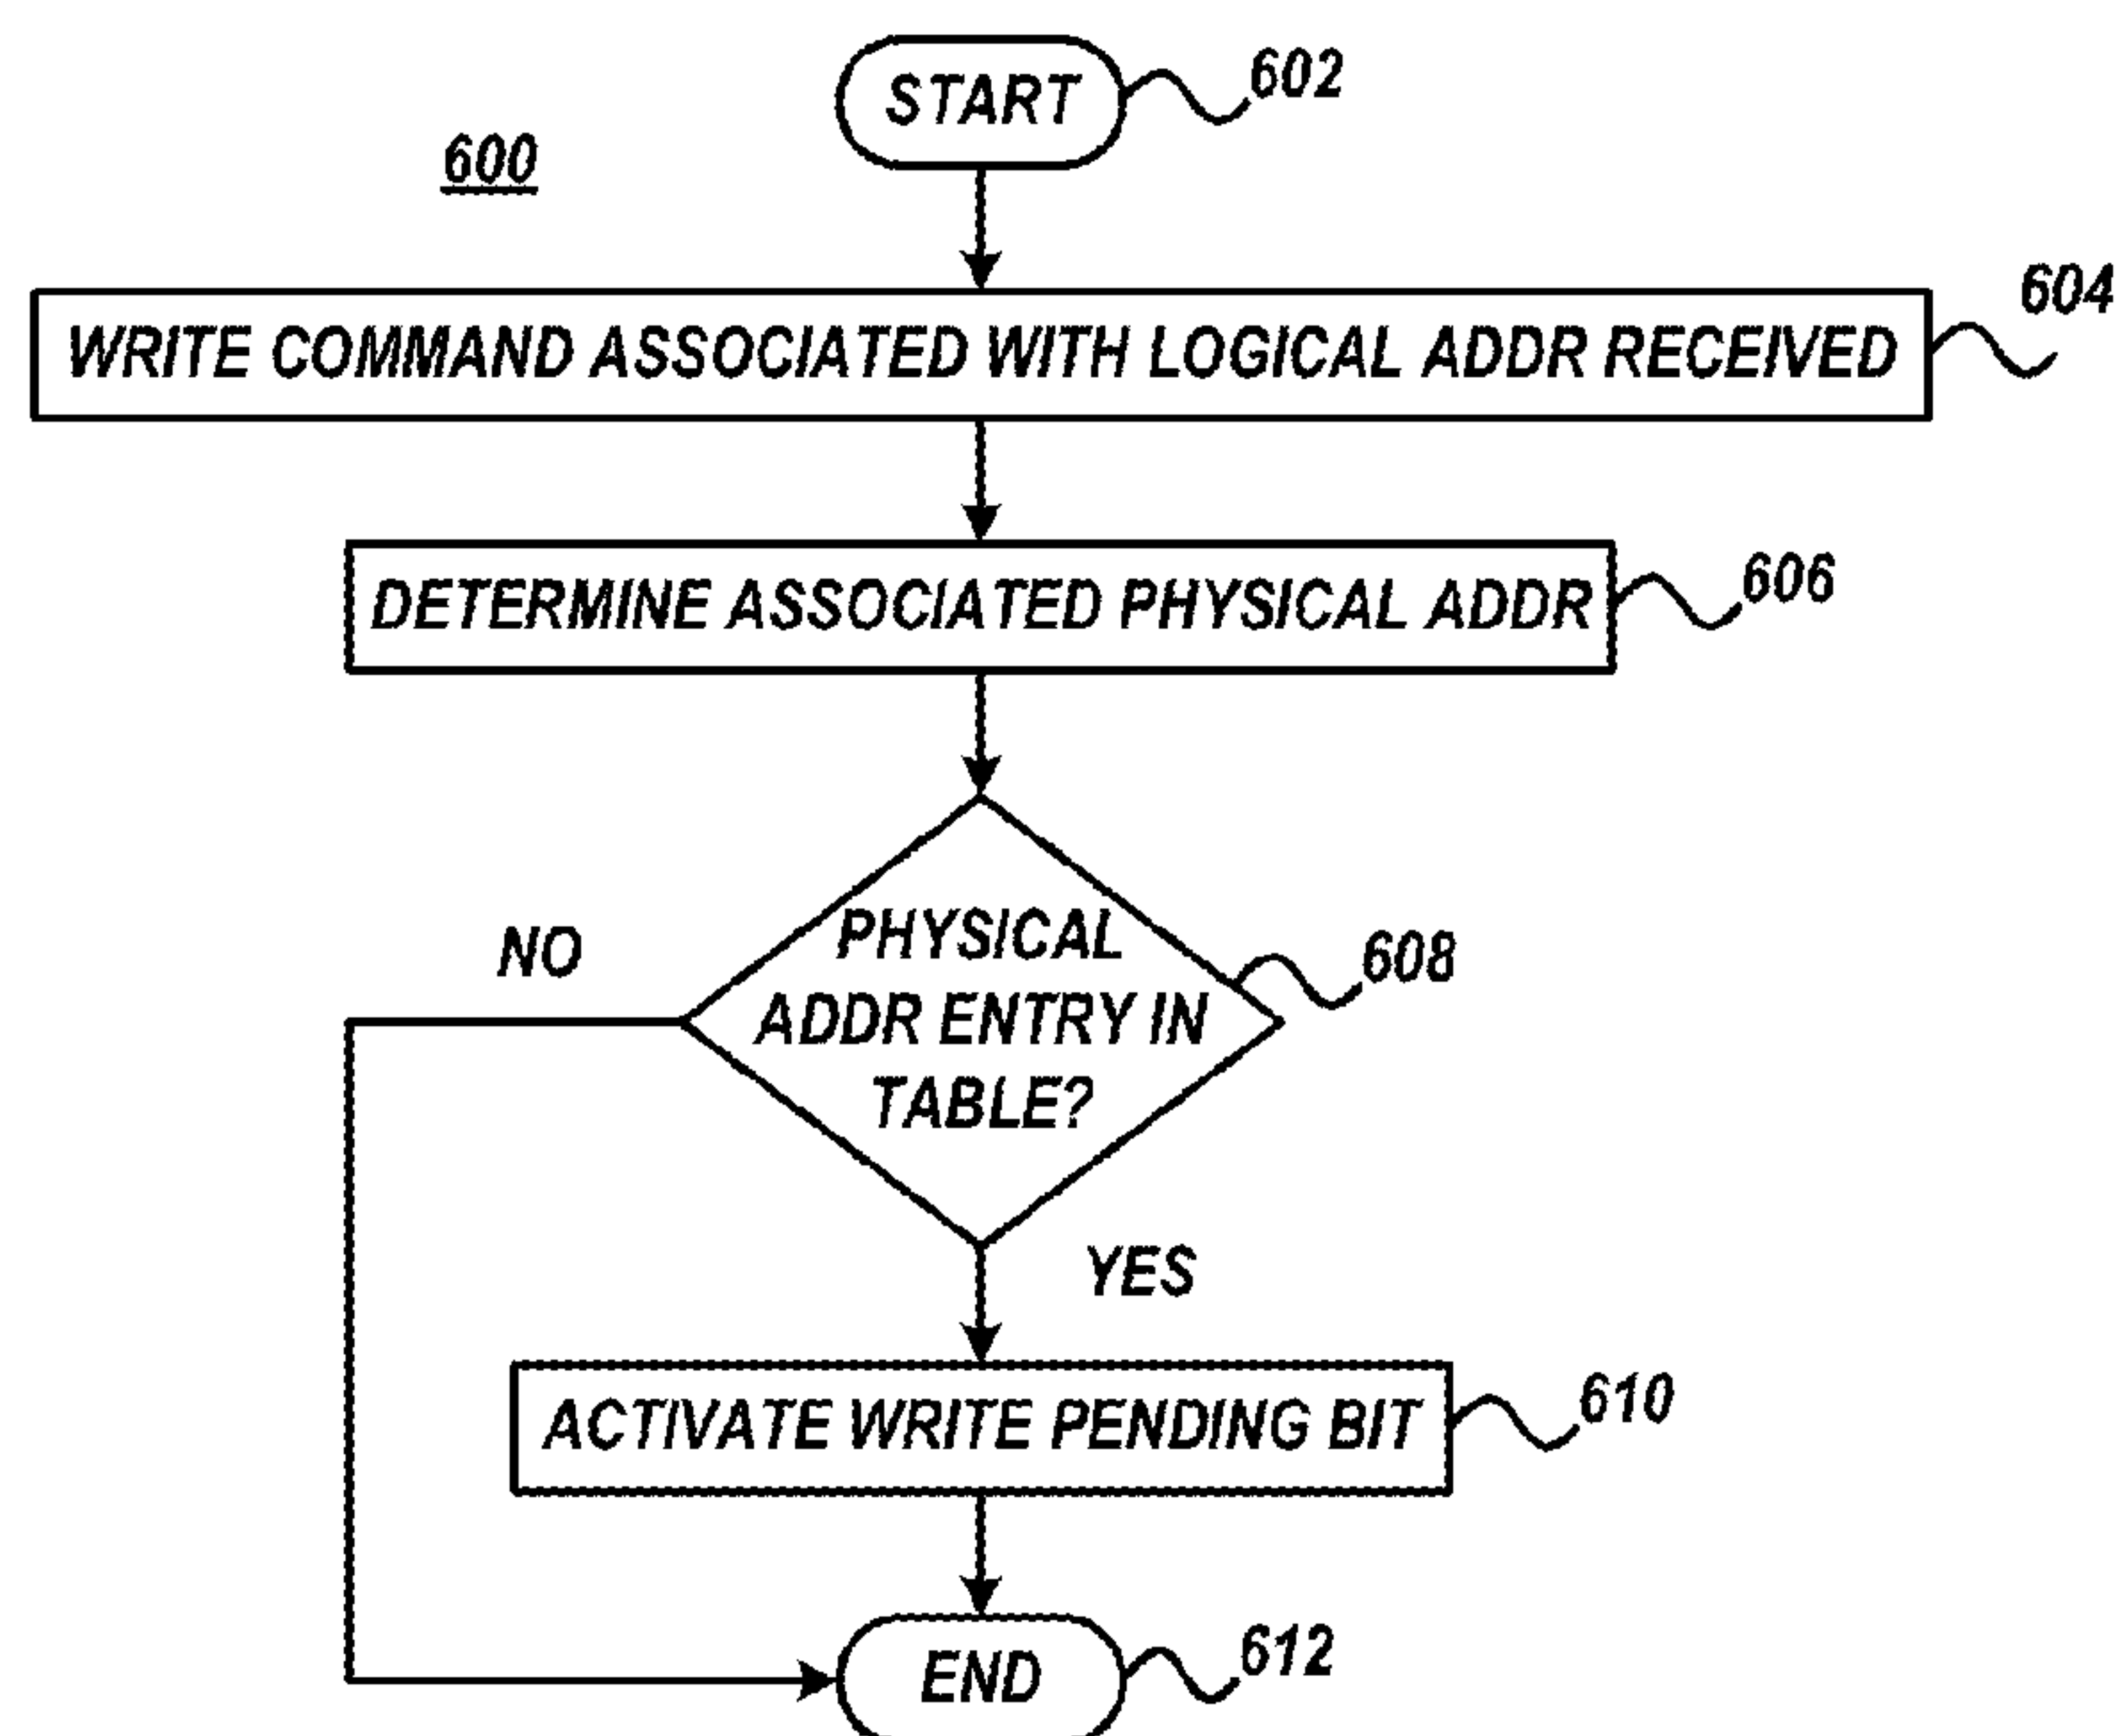 START
602
600
604
WRITE COMMAND ASSOCIATED WITH LOGICAL ADDR RECEIVED
DETERMINE ASSOCIATED PHYSICAL ADDR
606
NO
PHYSICAL
ADDR ENTRY IN
TABLE?
608
YES
ACTIVATE WRITE PENDING BIT
610
END
612